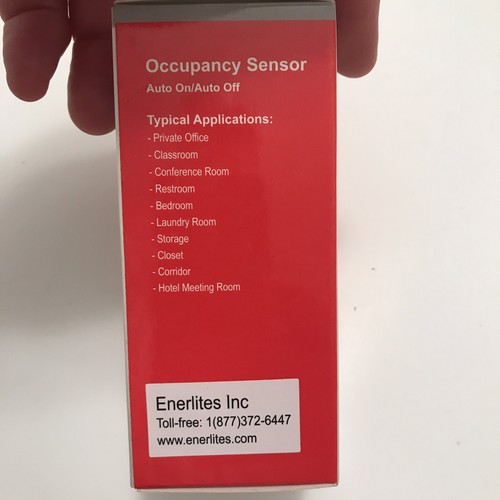 Occupancy Sensor
Auto On/Auto Off
Typical Applications:
- Private Office
- Classroom
- Conference Room
- Restroom
- Bedroom
- Laundry Room
- Storage
- Closet
- Corridor
- Hotel Meeting Room
Enerlites Inc
Toll-free: 1(877)372-6447
www.enerlites.com